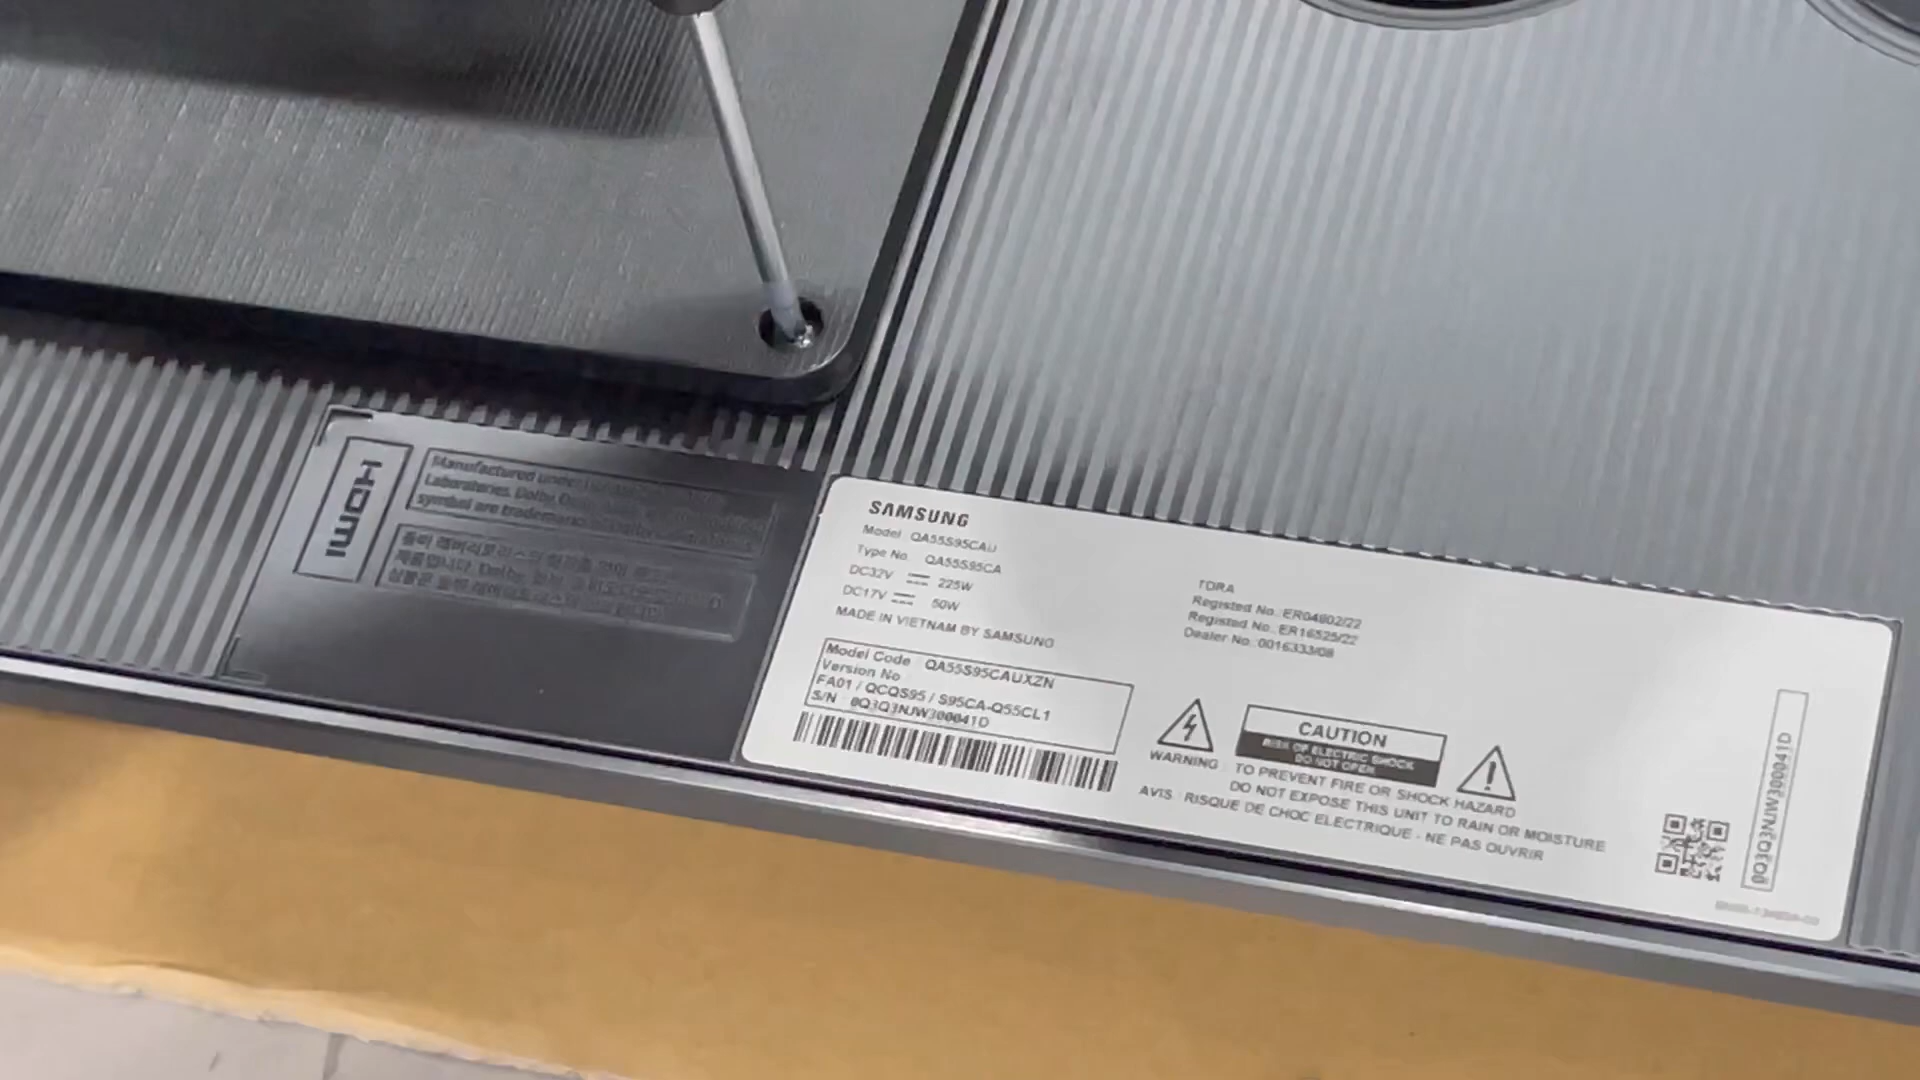 HDMI
Manufactured under
Laboratories. Dolby,
symbol are trademarks
SAMSUNG
Model QA55S95CAU
Type No. QA55S95CA
DC32V ⎓ 225W
DC17V ⎓ 50W
MADE IN VIETNAM BY SAMSUNG
Model Code QA55S95CAUXZN
Version No
FA01 / QCQS95 / S95CA-Q55CL1
S/N 0Q3Q3NJW300041D
TDRA
Registed No.:ER04802/22
Registed No.:ER16525/22
Dealer No.:0016333/08
CAUTION
RISK OF ELECTRIC SHOCK
DO NOT OPEN
WARNING : TO PREVENT FIRE OR SHOCK HAZARD
DO NOT EXPOSE THIS UNIT TO RAIN OR MOISTURE
AVIS : RISQUE DE CHOC ELECTRIQUE - NE PAS OUVRIR
0Q3Q3NJW300041D